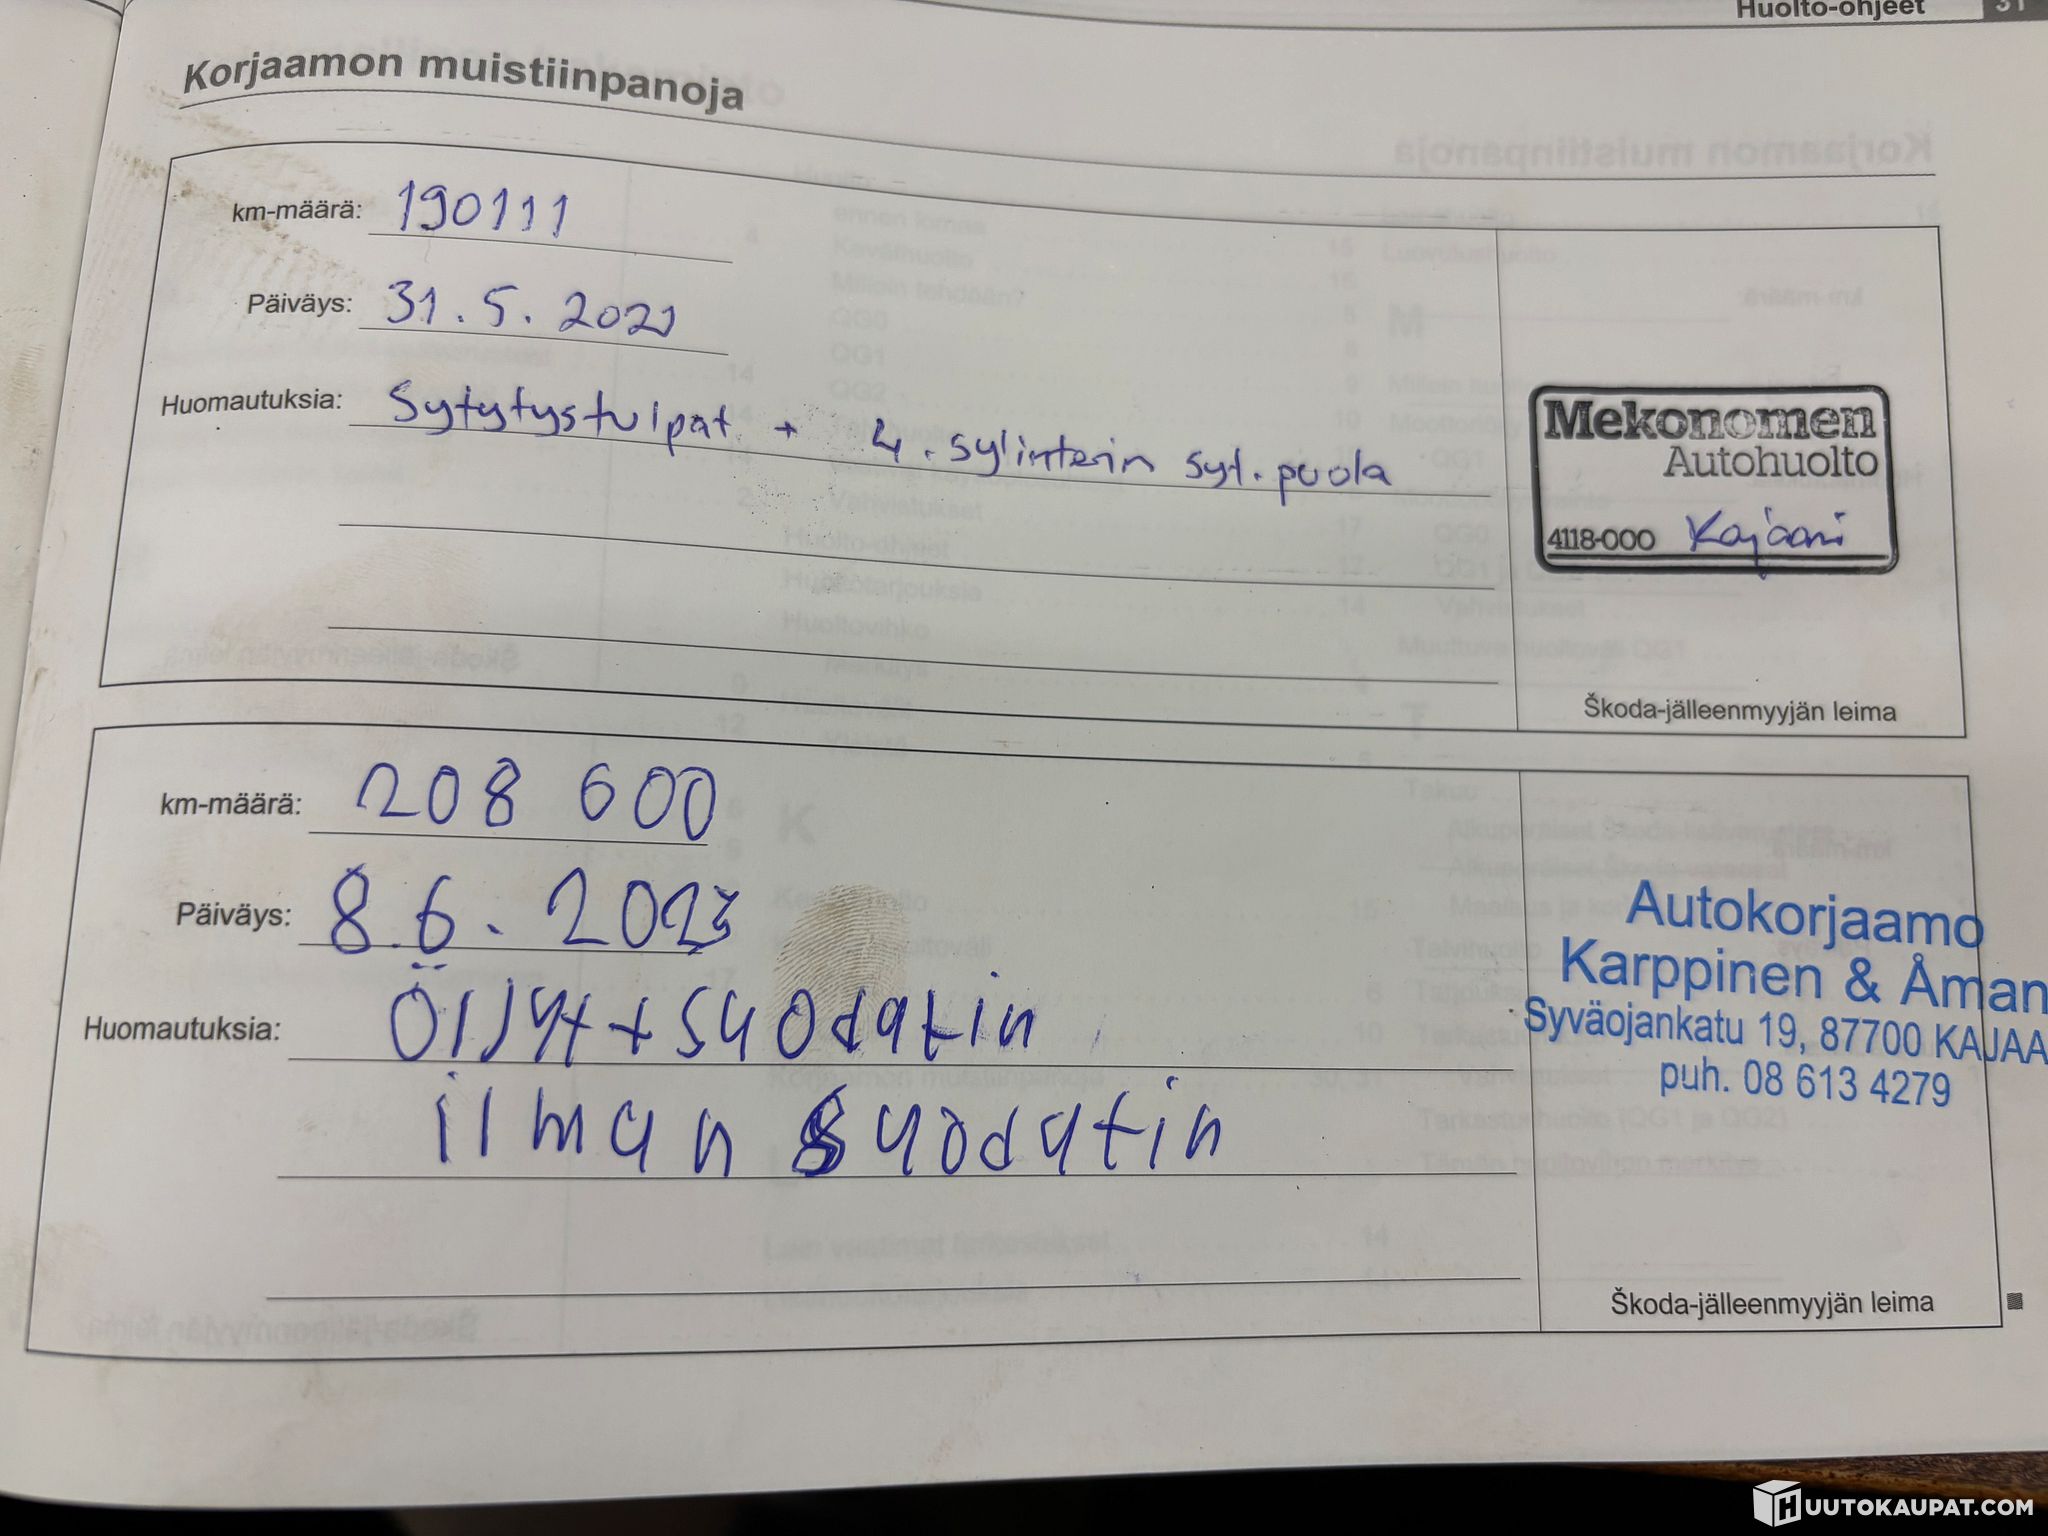 Huolto-ohjeet 31
Korjaamon muistiinpanoja
km-määrä: 190111
Päiväys: 31.5.2021
Huomautuksia: Sytytystulpat + 4. sylinterin syt. puola
Mekonomen
Autohuolto
4118-000 Kajaani
Škoda-jälleenmyyjän leima
km-määrä: 208 600
Päiväys: 8.6.2023
Huomautuksia: Öljyt + suodatin
ilman suodatin
Autokorjaamo
Karppinen & Åman
Syväojankatu 19, 87700 KAJAA
puh. 08 613 4279
Škoda-jälleenmyyjän leima
HUUTOKAUPAT.COM